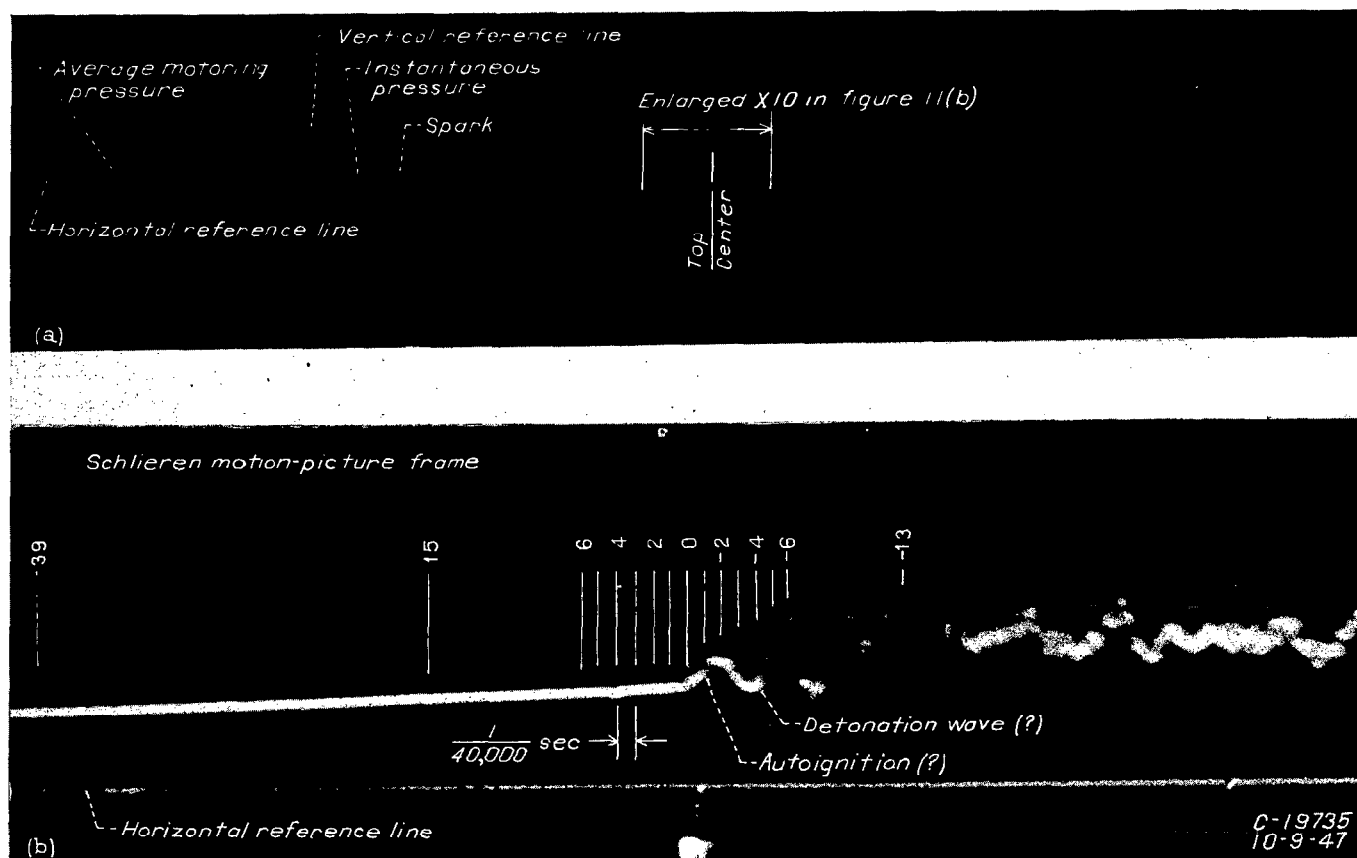 Vertical reference line
Average motoring pressure
Instantaneous pressure
Enlarged X10 in figure 11(b)
Spark
Horizontal reference line
Top Center
(a)
Schlieren motion-picture frame
-39
15
6 4 2 0 -2 -4 -6
-13
1/40,000 sec
Detonation wave (?)
Autoignition (?)
Horizontal reference line
(b)
C-19735
10-9-47